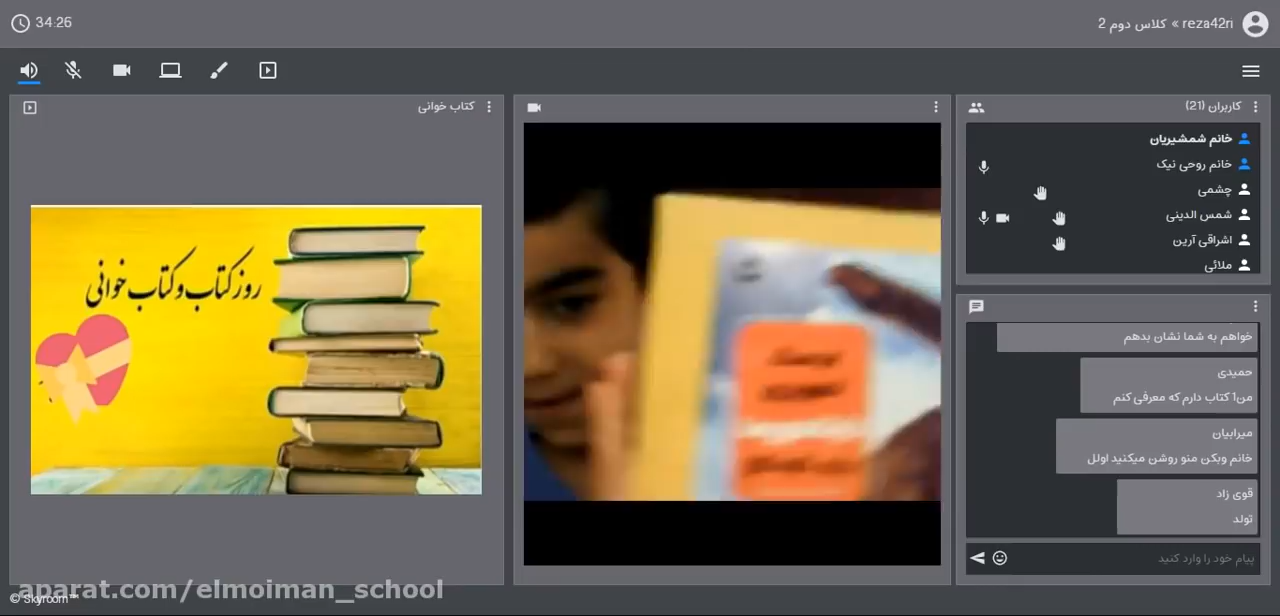 34:26
reza42ri » کلاس دوم 2
کتاب خوانی
روز کتاب و کتاب خوانی
کاربران (21)
خانم شمشیریان
خانم روحی نیک
چشمی
شمس الدینی
اشراقی آرین
ملائی
خواهم به شما نشان بدهم
حمیدی
من1 کتاب دارم که معرفی کنم
میرابیان
خانم وبکن منو روشن میکنید اولل
قوی زاد
تولد
پیام خود را وارد کنید
aparat.com/elmoiman_school
© Skyroom™